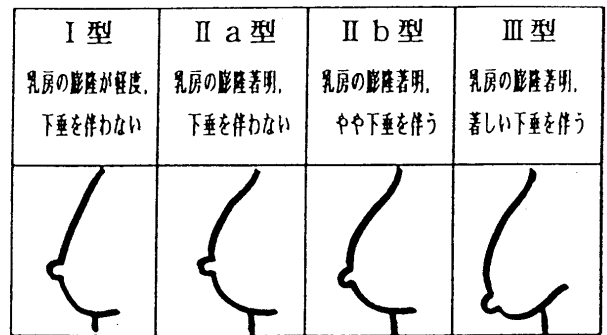 Ⅰ型
乳房の膨隆が軽度,
下垂を伴わない
Ⅱa型
乳房の膨隆著明,
下垂を伴わない
Ⅱb型
乳房の膨隆著明,
やや下垂を伴う
Ⅲ型
乳房の膨隆著明,
著しい下垂を伴う